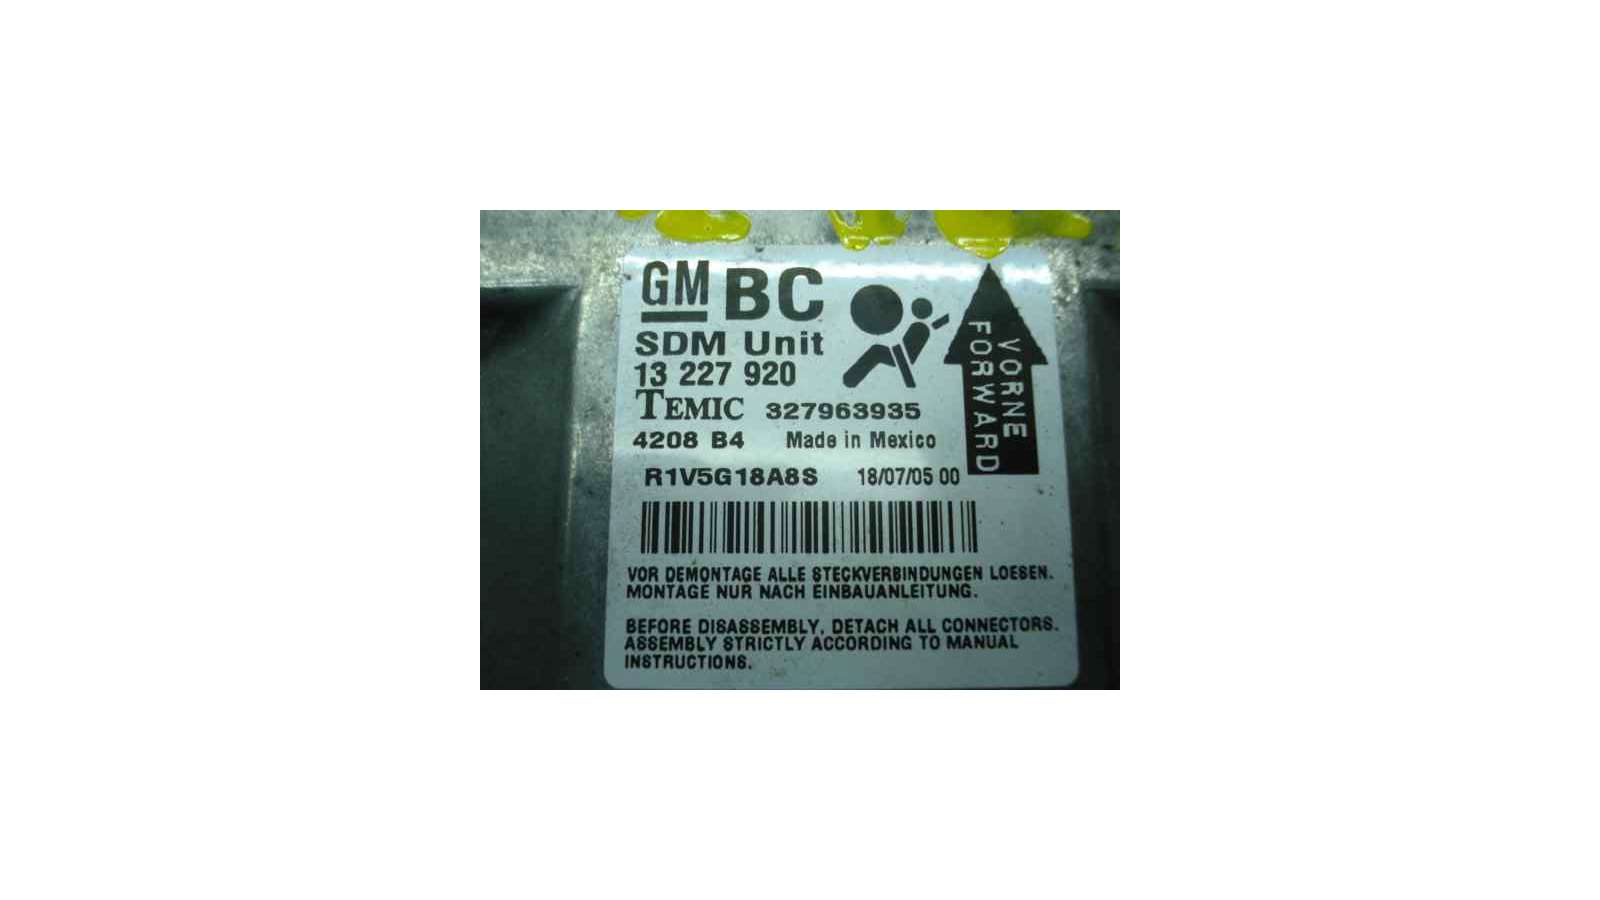 GM BC
SDM Unit
13 227 920
TEMIC 327963935
4208 B4 Made in Mexico
R1V5G18A8S 18/07/05 00
VORNE
FORWARD
VOR DEMONTAGE ALLE STECKVERBINDUNGEN LOESEN.
MONTAGE NUR NACH EINBAUANLEITUNG.
BEFORE DISASSEMBLY, DETACH ALL CONNECTORS.
ASSEMBLY STRICTLY ACCORDING TO MANUAL
INSTRUCTIONS.